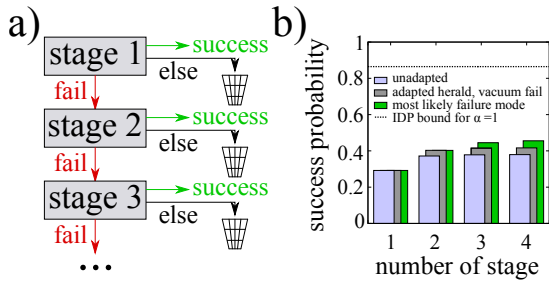 a)
stage 1
success
else
fail
stage 2
success
else
fail
stage 3
success
else
fail
...
b)
success probability
1
0.8
0.6
0.4
0.2
0
unadapted
adapted herald, vacuum fail
most likely failure mode
IDP bound for α =1
1 2 3 4
number of stage